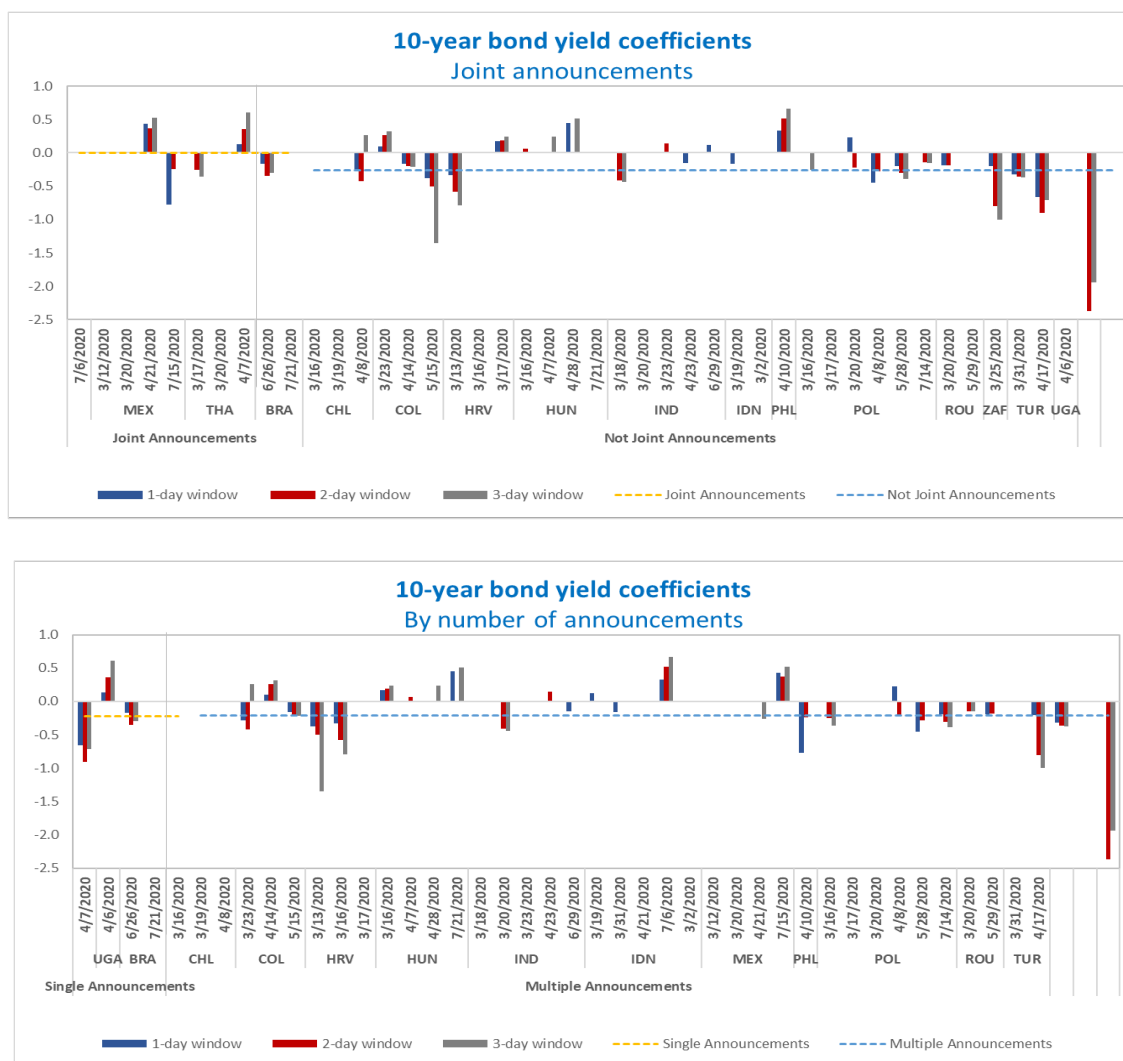 10-year bond yield coefficients
Joint announcements
1.0
0.5
0.0
-0.5
-1.0
-1.5
-2.0
-2.5
7/6/2020 3/12/2020 3/20/2020 4/21/2020 7/15/2020 3/17/2020 3/20/2020 4/7/2020 6/26/2020 7/21/2020 3/16/2020 3/19/2020 4/8/2020 3/23/2020 4/14/2020 5/15/2020 3/13/2020 3/17/2020 3/16/2020 4/7/2020 4/28/2020 7/21/2020 3/18/2020 3/20/2020 3/23/2020 4/23/2020 6/29/2020 3/19/2020 3/2/2020 4/10/2020 3/16/2020 3/17/2020 3/20/2020 4/8/2020 5/28/2020 7/14/2020 3/20/2020 5/29/2020 3/25/2020 3/31/2020 4/17/2020 4/6/2020
MEX THA BRA CHL COL HRV HUN IND IDN PHL POL ROU ZAF TUR UGA
Joint Announcements Not Joint Announcements
1-day window 2-day window 3-day window Joint Announcements Not Joint Announcements
10-year bond yield coefficients
By number of announcements
1.0
0.5
0.0
-0.5
-1.0
-1.5
-2.0
-2.5
4/7/2020 4/6/2020 6/26/2020 7/21/2020 3/16/2020 3/19/2020 4/8/2020 3/23/2020 4/14/2020 5/15/2020 3/13/2020 3/16/2020 3/17/2020 3/16/2020 4/7/2020 4/28/2020 7/21/2020 3/18/2020 3/20/2020 3/23/2020 4/23/2020 6/29/2020 3/19/2020 3/31/2020 4/21/2020 7/6/2020 3/2/2020 3/12/2020 3/20/2020 4/21/2020 7/15/2020 4/10/2020 3/16/2020 3/17/2020 3/20/2020 4/8/2020 5/28/2020 7/14/2020 3/20/2020 5/29/2020 3/31/2020 4/17/2020
UGA BRA CHL COL HRV HUN IND IDN MEX PHL POL ROU TUR
Single Announcements Multiple Announcements
1-day window 2-day window 3-day window Single Announcements Multiple Announcements